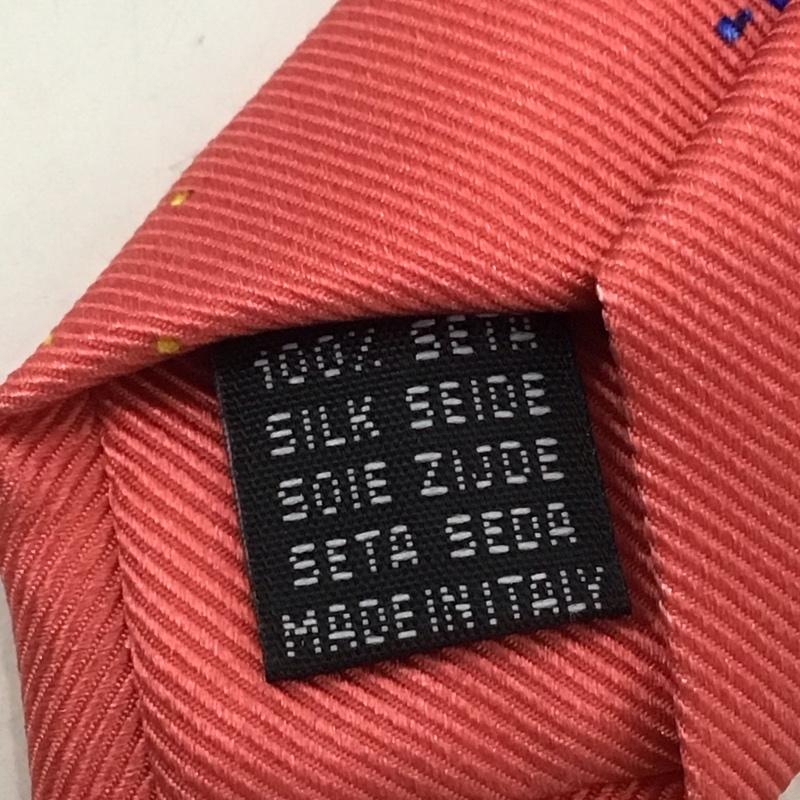 100% SETA
SILK SEIDE
SOIE ZIJDE
SETA SEDA
MADE IN ITALY